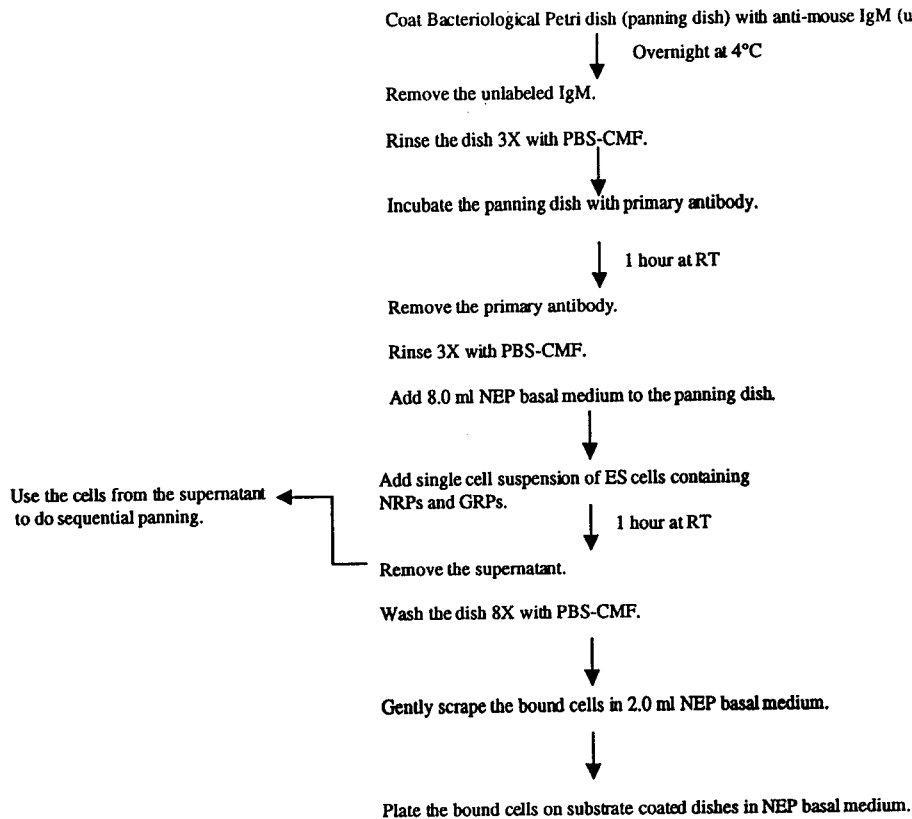 Coat Bacteriological Petri dish (panning dish) with anti-mouse IgM (u
Overnight at 4°C
Remove the unlabeled IgM.
Rinse the dish 3X with PBS-CMF.
Incubate the panning dish with primary antibody.
1 hour at RT
Remove the primary antibody.
Rinse 3X with PBS-CMF.
Add 8.0 ml NEP basal medium to the panning dish.
Add single cell suspension of ES cells containing
NRPs and GRPs.
Use the cells from the supernatant
to do sequential panning.
1 hour at RT
Remove the supernatant.
Wash the dish 8X with PBS-CMF.
Gently scrape the bound cells in 2.0 ml NEP basal medium.
Plate the bound cells on substrate coated dishes in NEP basal medium.